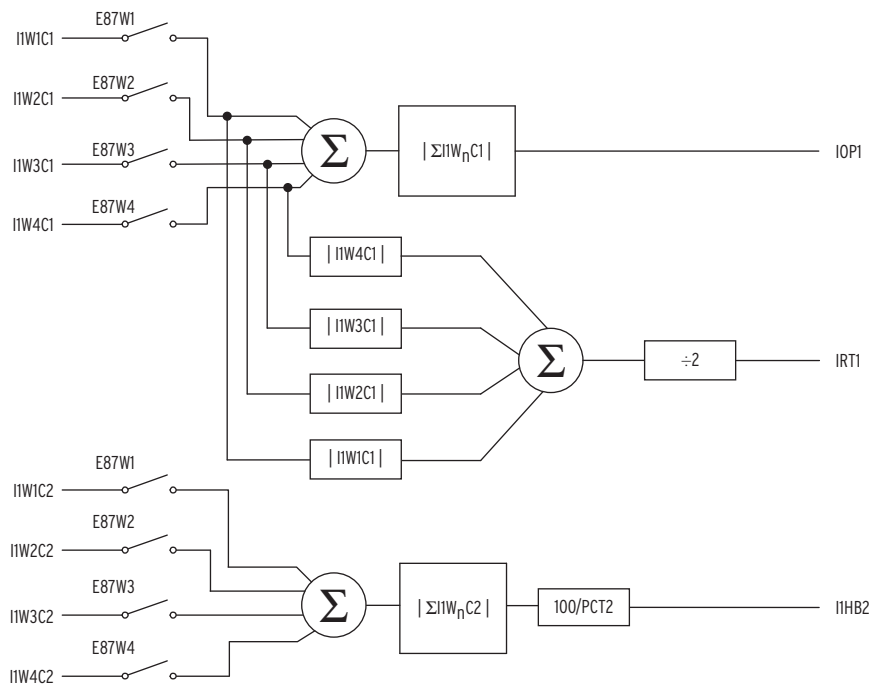 E87W1
I1W1C1
E87W2
I1W2C1
E87W3
I1W3C1
E87W4
I1W4C1
Σ
| ΣI1WnC1 |
IOP1
| I1W4C1 |
| I1W3C1 |
| I1W2C1 |
| I1W1C1 |
Σ
÷2
IRT1
E87W1
I1W1C2
E87W2
I1W2C2
E87W3
I1W3C2
E87W4
I1W4C2
Σ
| ΣI1WnC2 |
100/PCT2
I1HB2